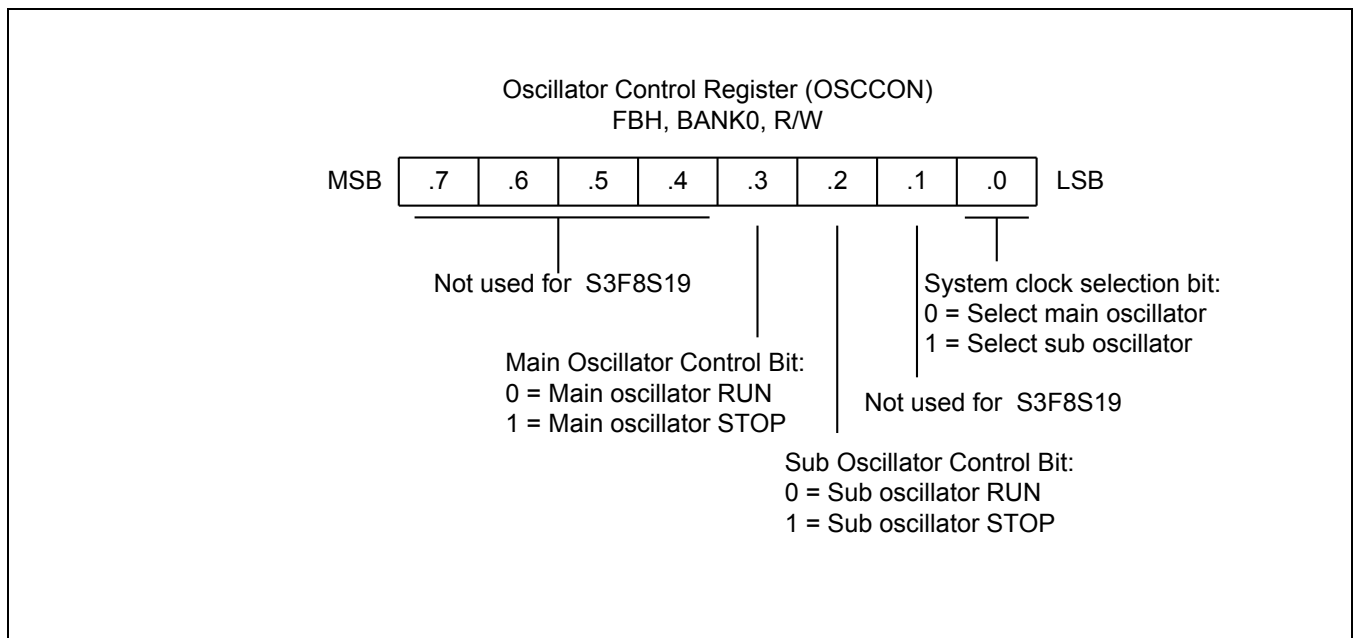 Oscillator Control Register (OSCCON)
FBH, BANK0, R/W
MSB .7 .6 .5 .4 .3 .2 .1 .0 LSB
Not used for S3F8S19
System clock selection bit:
0 = Select main oscillator
1 = Select sub oscillator
Main Oscillator Control Bit:
0 = Main oscillator RUN
1 = Main oscillator STOP
Not used for S3F8S19
Sub Oscillator Control Bit:
0 = Sub oscillator RUN
1 = Sub oscillator STOP